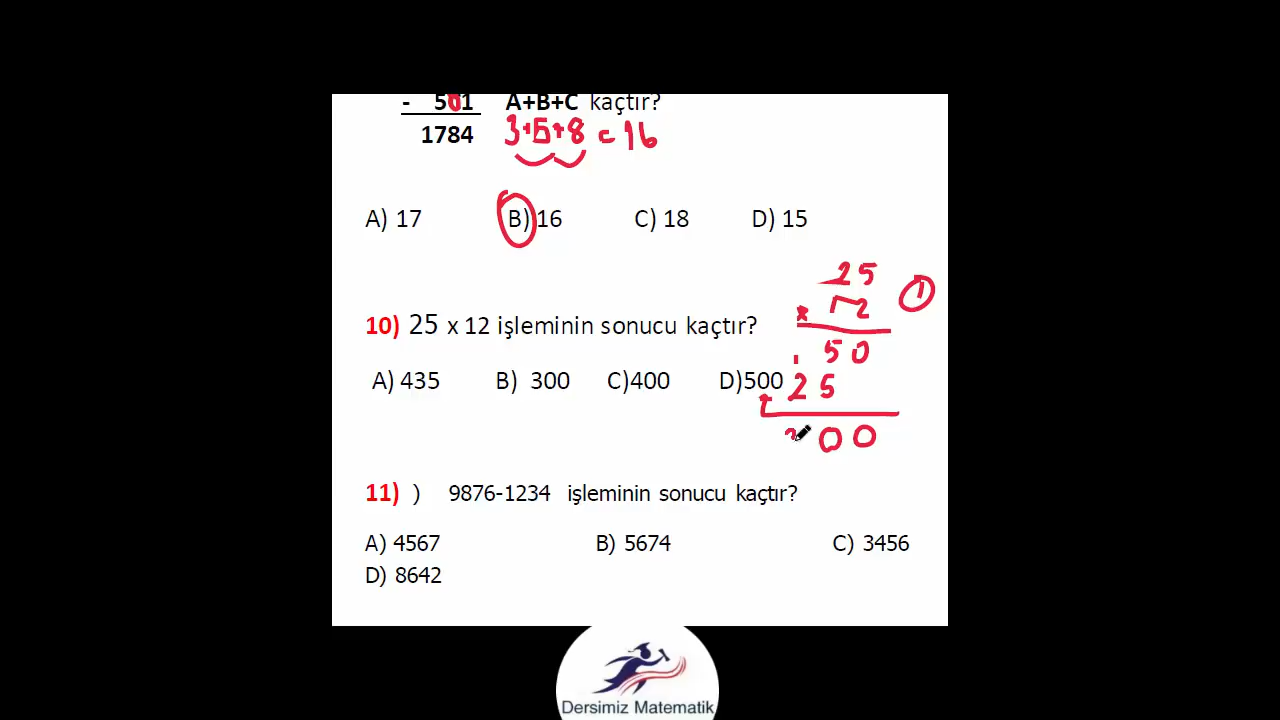 - 501 A+B+C kaçtır?
1784 3+5+8 = 16
A) 17 B) 16 C) 18 D) 15
25
x 12 1
10) 25 x 12 işleminin sonucu kaçtır?
1 50
A) 435 B) 300 C)400 D)500 25
+
00
11) ) 9876-1234 işleminin sonucu kaçtır?
A) 4567 B) 5674 C) 3456
D) 8642
Dersimiz Matematik